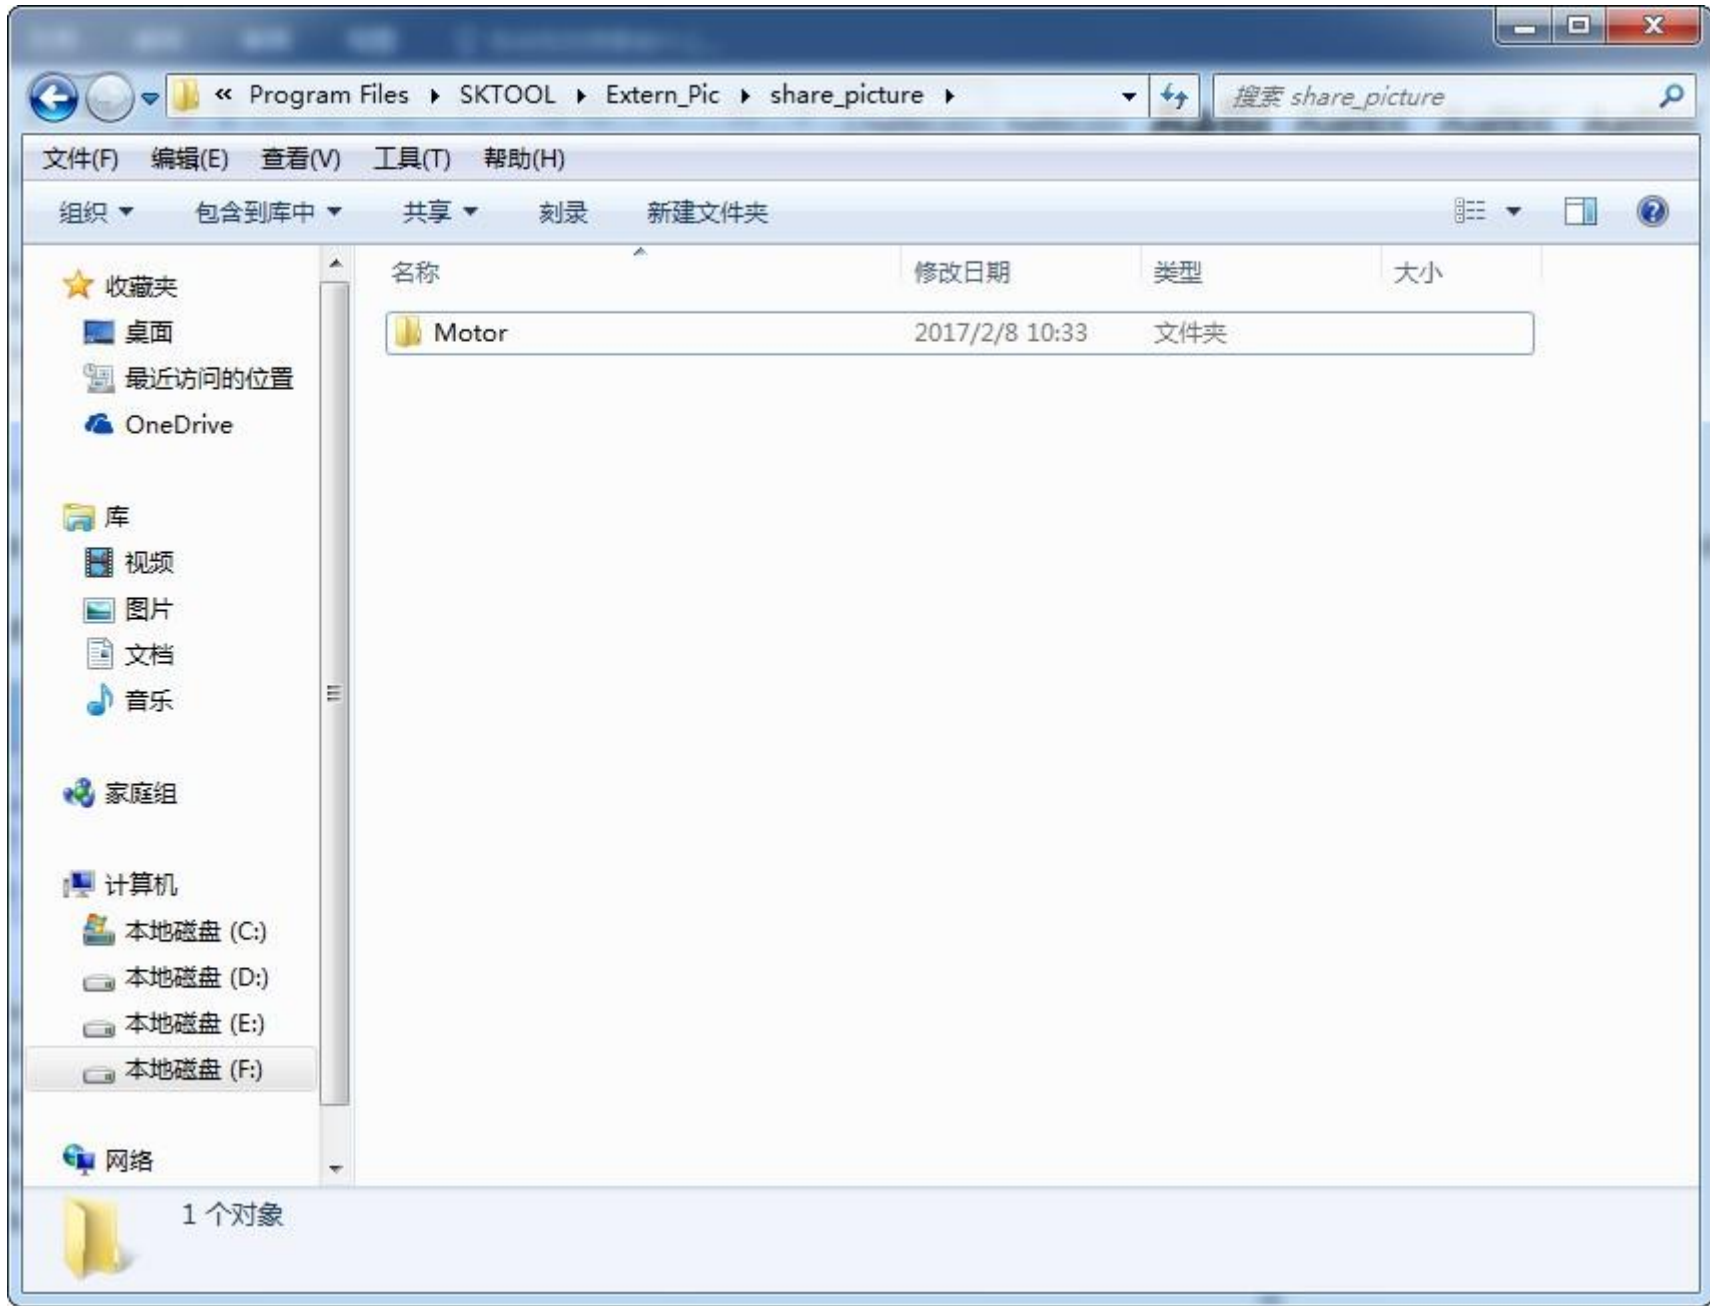 « Program Files ▸ SKTOOL ▸ Extern_Pic ▸ share_picture ▸
搜索 share_picture
文件(F) 编辑(E) 查看(V) 工具(T) 帮助(H)
组织 包含到库中 共享 刻录 新建文件夹
收藏夹
桌面
最近访问的位置
OneDrive
库
视频
图片
文档
音乐
家庭组
计算机
本地磁盘 (C:)
本地磁盘 (D:)
本地磁盘 (E:)
本地磁盘 (F:)
网络
名称 修改日期 类型 大小
Motor 2017/2/8 10:33 文件夹
1 个对象